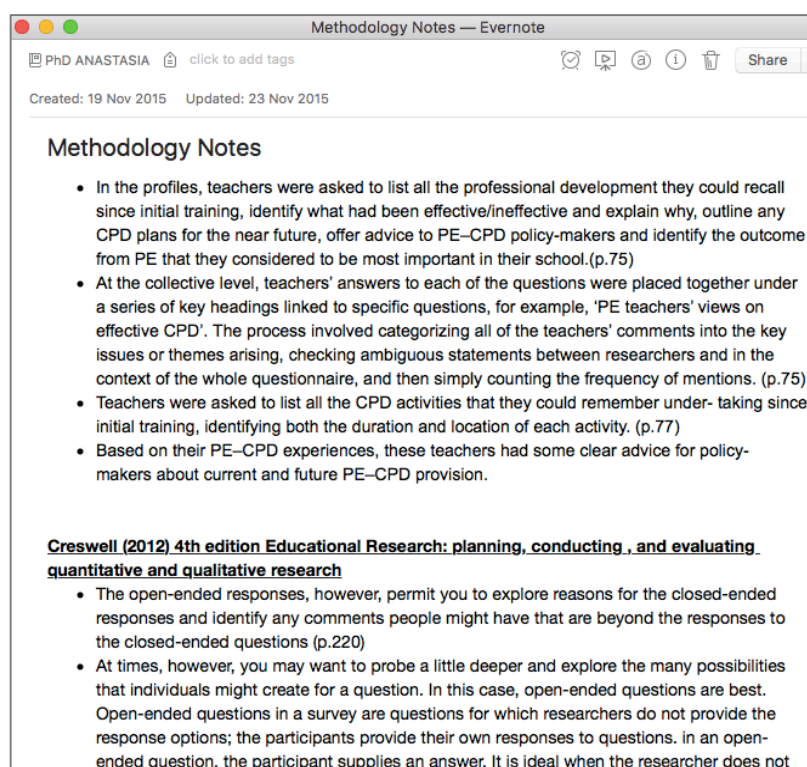 Methodology Notes — Evernote
PhD ANASTASIA click to add tags Share
Created: 19 Nov 2015 Updated: 23 Nov 2015
Methodology Notes
• In the profiles, teachers were asked to list all the professional development they could recall
since initial training, identify what had been effective/ineffective and explain why, outline any
CPD plans for the near future, offer advice to PE–CPD policy-makers and identify the outcome
from PE that they considered to be most important in their school.(p.75)
• At the collective level, teachers' answers to each of the questions were placed together under
a series of key headings linked to specific questions, for example, 'PE teachers' views on
effective CPD'. The process involved categorizing all of the teachers' comments into the key
issues or themes arising, checking ambiguous statements between researchers and in the
context of the whole questionnaire, and then simply counting the frequency of mentions. (p.75)
• Teachers were asked to list all the CPD activities that they could remember under- taking since
initial training, identifying both the duration and location of each activity. (p.77)
• Based on their PE–CPD experiences, these teachers had some clear advice for policy-
makers about current and future PE–CPD provision.
Creswell (2012) 4th edition Educational Research: planning, conducting , and evaluating
quantitative and qualitative research
• The open-ended responses, however, permit you to explore reasons for the closed-ended
responses and identify any comments people might have that are beyond the responses to
the closed-ended questions (p.220)
• At times, however, you may want to probe a little deeper and explore the many possibilities
that individuals might create for a question. In this case, open-ended questions are best.
Open-ended questions in a survey are questions for which researchers do not provide the
response options; the participants provide their own responses to questions. in an open-
ended question, the participant supplies an answer. It is ideal when the researcher does not